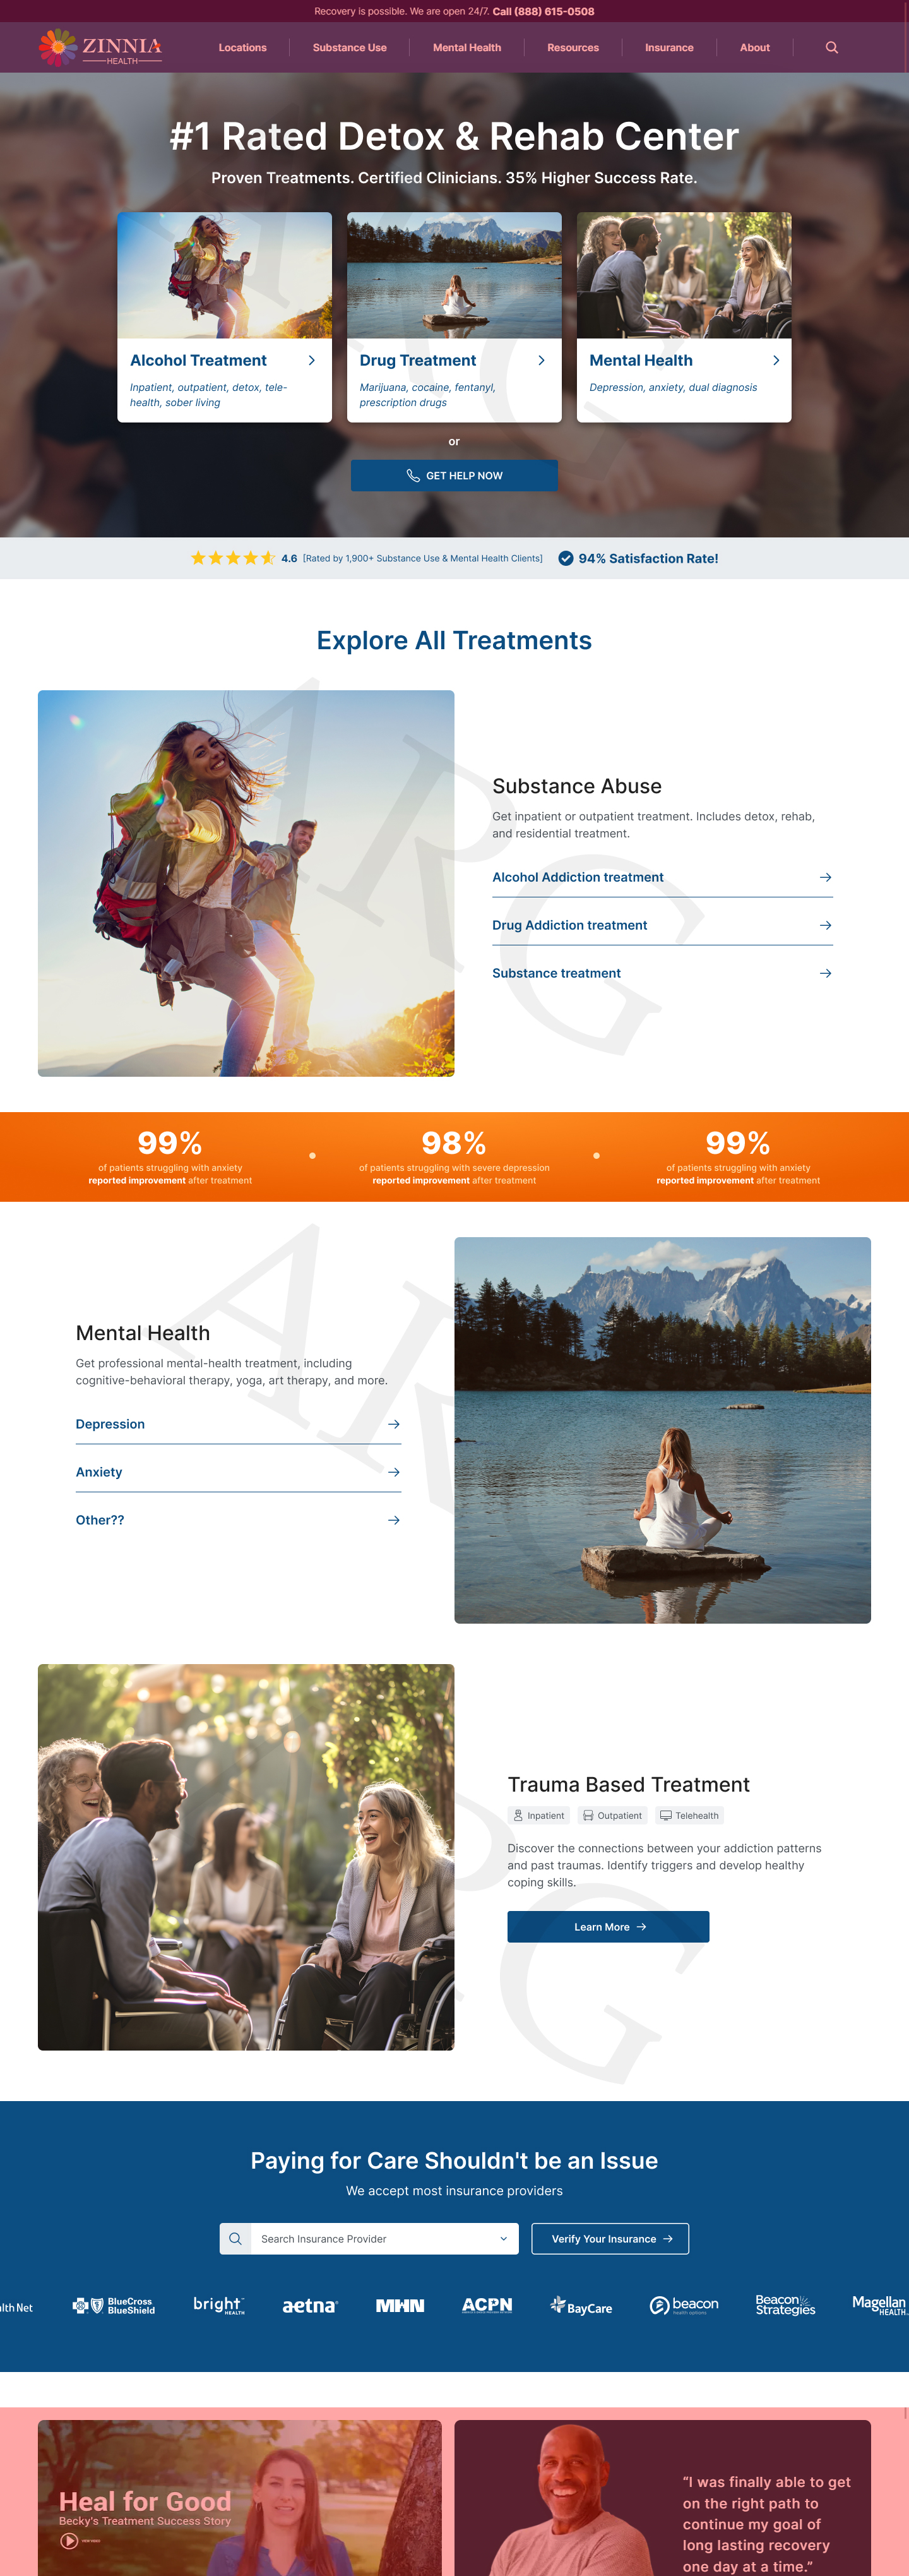 Recovery is possible. We are open 24/7. Call (888) 615-0508
ZINNIA
HEALTH
Locations
Substance Use
Mental Health
Resources
Insurance
About
#1 Rated Detox & Rehab Center
Proven Treatments. Certified Clinicians. 35% Higher Success Rate.
Alcohol Treatment
Inpatient, outpatient, detox, tele-
health, sober living
Drug Treatment
Marijuana, cocaine, fentanyl,
prescription drugs
Mental Health
Depression, anxiety, dual diagnosis
or
GET HELP NOW
4.6 [Rated by 1,900+ Substance Use & Mental Health Clients]
94% Satisfaction Rate!
Explore All Treatments
Substance Abuse
Get inpatient or outpatient treatment. Includes detox, rehab,
and residential treatment.
Alcohol Addiction treatment
Drug Addiction treatment
Substance treatment
99%
of patients struggling with anxiety
reported improvement after treatment
98%
of patients struggling with severe depression
reported improvement after treatment
99%
of patients struggling with anxiety
reported improvement after treatment
Mental Health
Get professional mental-health treatment, including
cognitive-behavioral therapy, yoga, art therapy, and more.
Depression
Anxiety
Other??
Trauma Based Treatment
Inpatient
Outpatient
Telehealth
Discover the connections between your addiction patterns
and past traumas. Identify triggers and develop healthy
coping skills.
Learn More
Paying for Care Shouldn't be an Issue
We accept most insurance providers
Search Insurance Provider
Verify Your Insurance
lth Net
BlueCross
BlueShield
bright
HEALTH
aetna
MHN
ACPN
BayCare
beacon
health options
Beacon
Strategies
Magellan
HEALTH
Heal for Good
Becky's Treatment Success Story
“I was finally able to get
on the right path to
continue my goal of
long lasting recovery
one day at a time.”
ARG